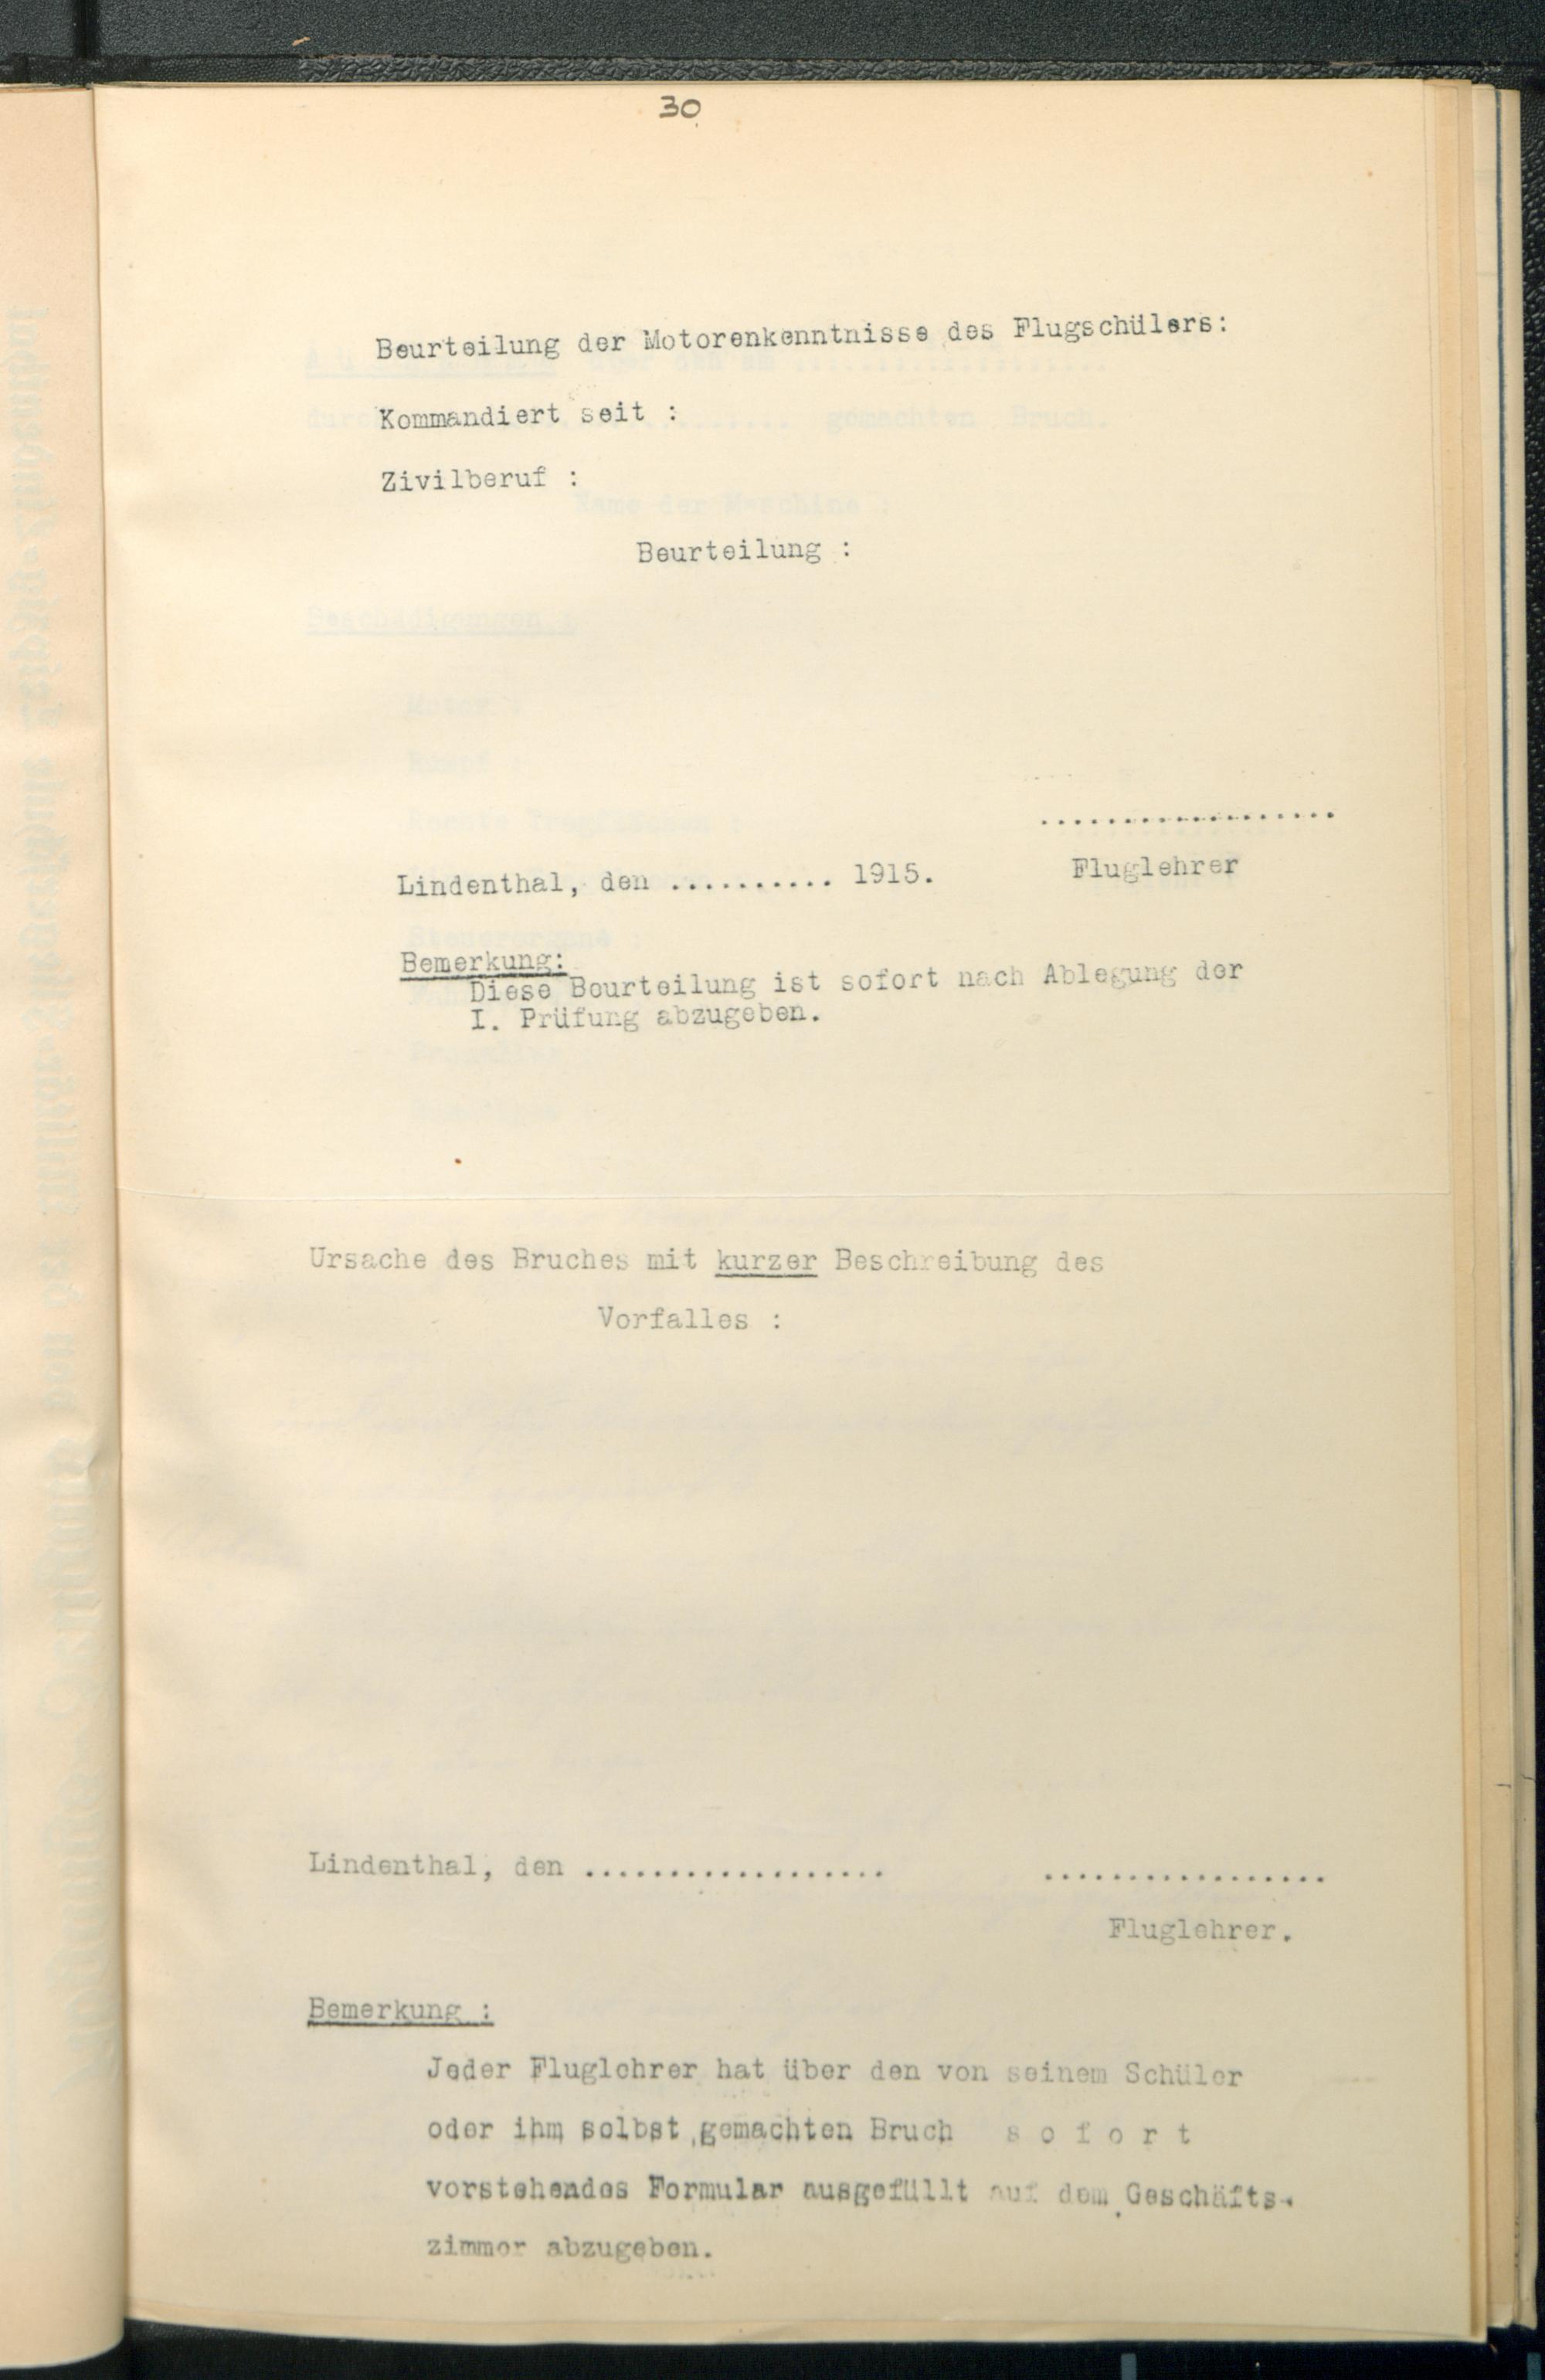 30
Beurteilung der Motorenkenntnisse des Flugschülers:
Kommandiert seit :
Zivilberuf :
Beurteilung :
..................
Lindenthal, den .......... 1915. Fluglehrer
Bemerkung:
Diese Beurteilung ist sofort nach Ablegung der
I. Prüfung abzugeben.
Ursache des Bruches mit kurzer Beschreibung des
Vorfalles :
Lindenthal, den .................. .................
Fluglehrer.
Bemerkung :
Jeder Fluglehrer hat über den von seinem Schüler
oder ihm selbst gemachten Bruch s o f o r t
vorstehendes Formular ausgefüllt auf dem Geschäfts-
zimmer abzugeben.